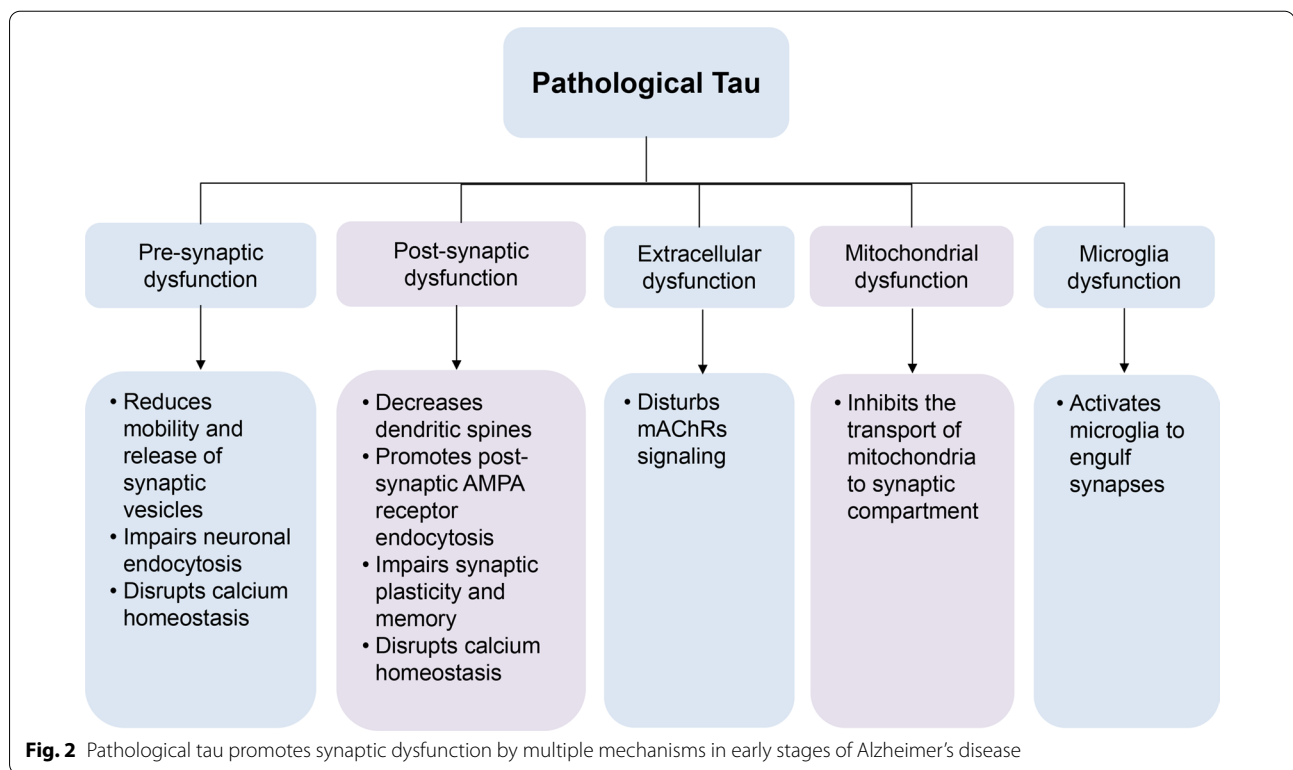 Pathological Tau
Pre-synaptic
dysfunction
Post-synaptic
dysfunction
Extracellular
dysfunction
Mitochondrial
dysfunction
Microglia
dysfunction
• Reduces
mobility and
release of
synaptic
vesicles
• Impairs neuronal
endocytosis
• Disrupts calcium
homeostasis
• Decreases
dendritic spines
• Promotes post-
synaptic AMPA
receptor
endocytosis
• Impairs synaptic
plasticity and
memory
• Disrupts calcium
homeostasis
• Disturbs
mAChRs
signaling
• Inhibits the
transport of
mitochondria
to synaptic
compartment
• Activates
microglia to
engulf
synapses
Fig. 2 Pathological tau promotes synaptic dysfunction by multiple mechanisms in early stages of Alzheimer's disease